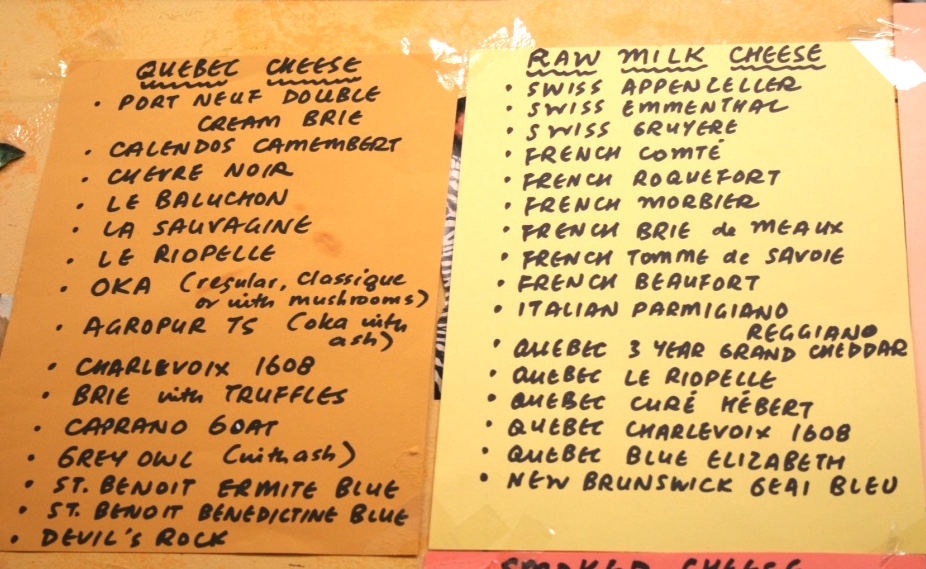 QUEBEC CHEESE
• PORT NEUF DOUBLE
CREAM BRIE
• CALENDOS CAMEMBERT
• CHEVRE NOIR
• LE BALUCHON
• LA SAUVAGINE
• LE RIOPELLE
• OKA (regular, classique
or with mushrooms)
• AGROPUR TS (oka with
ash)
• CHARLEVOIX 1608
• BRIE with TRUFFLES
• CAPRANO GOAT
• GREY OWL (with ash)
• ST. BENOIT ERMITE BLUE
• ST. BENOIT BENEDICTINE BLUE
• DEVIL'S ROCK
RAW MILK CHEESE
• SWISS APPENZELLER
• SWISS EMMENTHAL
• SWISS GRUYERE
• FRENCH COMTÉ
• FRENCH ROQUEFORT
• FRENCH MORBIER
• FRENCH BRIE de MEAUX
• FRENCH TOMME de SAVOIE
• FRENCH BEAUFORT
• ITALIAN PARMIGIANO
REGGIANO
• QUEBEC 3 YEAR GRAND CHEDDAR
• QUEBEC LE RIOPELLE
• QUEBEC CURÉ HÉBERT
• QUEBEC CHARLEVOIX 1608
• QUEBEC BLUE ELIZABETH
• NEW BRUNSWICK GEAI BLEU
CHEESE